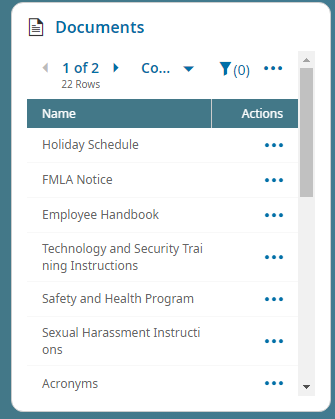 Documents
1 of 2 Co... (0)
22 Rows
Name Actions
Holiday Schedule
FMLA Notice
Employee Handbook
Technology and Security Trai
ning Instructions
Safety and Health Program
Sexual Harassment Instructi
ons
Acronyms